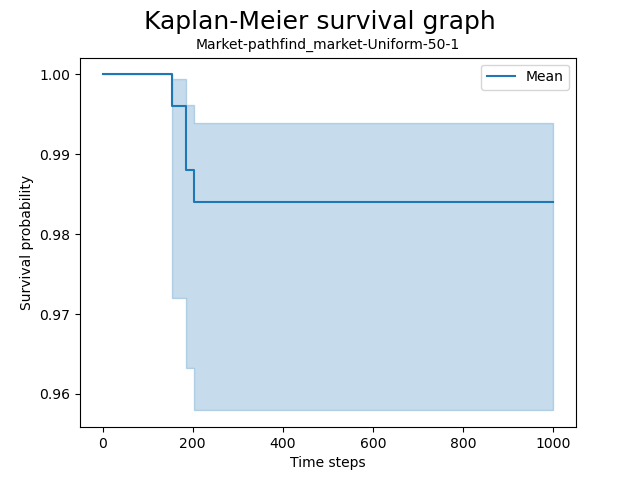 Kaplan-Meier survival graph
Market-pathfind_market-Uniform-50-1
Mean
1.00
0.99
0.98
0.97
0.96
Survival probability
0
200
400
600
800
1000
Time steps